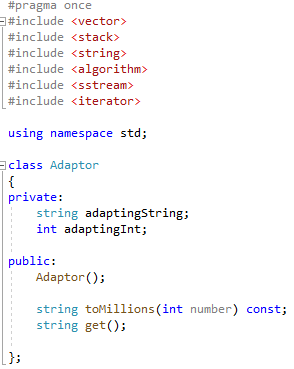 #pragma once
#include <vector>
#include <stack>
#include <string>
#include <algorithm>
#include <sstream>
#include <iterator>
using namespace std;
class Adaptor
{
private:
string adaptingString;
int adaptingInt;
public:
Adaptor();
string toMillions(int number) const;
string get();
};